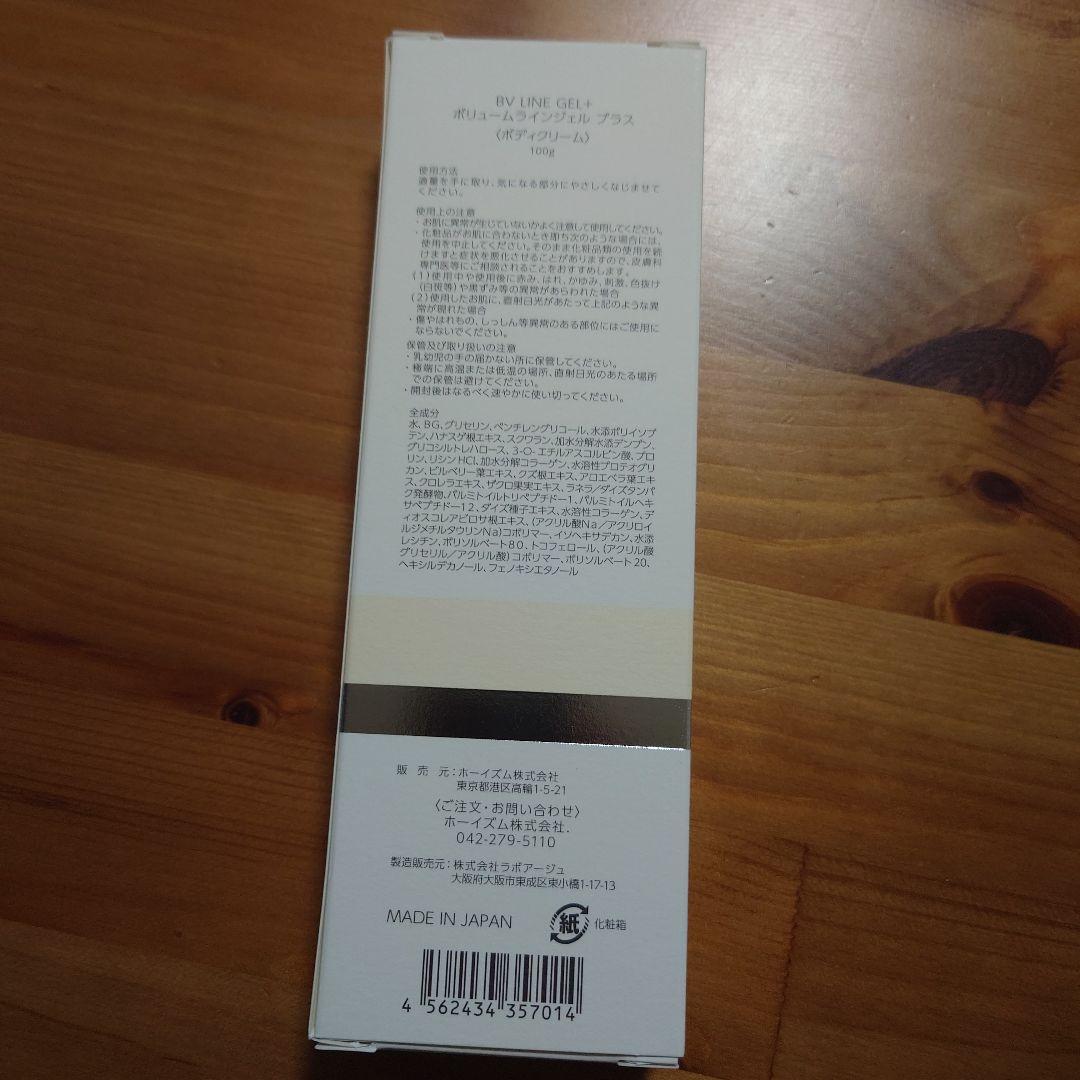 BV LINE GEL+
ボリュームラインジェル プラス
〈ボディクリーム〉
100g
使用方法
適量を手に取り、気になる部分にやさしくなじませて
ください。
使用上の注意
・お肌に異常が生じていないかよく注意して使用してください。
・化粧品がお肌に合わないとき即ち次のような場合には、
使用を中止してください。そのまま化粧品類の使用を続
けますと症状を悪化させることがありますので、皮膚科
専門医等にご相談されることをおすすめします。
(1)使用中や使用後に赤み、はれ、かゆみ、刺激、色抜け
(白斑等)や黒ずみ等の異常があらわれた場合
(2)使用したお肌に、直射日光があたって上記のような異
常が現れた場合
・傷やはれもの、しっしん等異常のある部位にはご使用に
ならないでください。
保管及び取り扱いの注意
・乳幼児の手の届かない所に保管してください。
・極端に高温または低温の場所、直射日光のあたる場所
での保管は避けてください。
・開封後はなるべく速やかに使い切ってください。
全成分
水、BG、グリセリン、ペンチレングリコール、水添ポリイソブ
テン、ハナスゲ根エキス、スクワラン、加水分解水添デンプン、
グリコシルトレハロース、3-O-エチルアスコルビン酸、プロ
リン、リシンHCl、加水分解コラーゲン、水溶性プロテオグリ
カン、ビルベリー葉エキス、クズ根エキス、アロエベラ葉エキ
ス、クロレラエキス、ザクロ果実エキス、ラネラ/ダイズタンパ
ク発酵物、パルミトイルトリペプチド-1、パルミトイルヘキ
サペプチド-12、ダイズ種子エキス、水溶性コラーゲン、デ
ィオスコレアビロサ根エキス、(アクリル酸Na/アクリロイ
ルジメチルタウリンNa)コポリマー、イソヘキサデカン、水添
レシチン、ポリソルベート80、トコフェロール、(アクリル酸
グリセリル/アクリル酸)コポリマー、ポリソルベート20、
ヘキシルデカノール、フェノキシエタノール
販 売 元:ホーイズム株式会社
東京都港区高輪1-5-21
〈ご注文・お問い合わせ〉
ホーイズム株式会社.
042-279-5110
製造販売元:株式会社ラボアージュ
大阪府大阪市東成区東小橋1-17-13
MADE IN JAPAN
紙 化粧箱
4 562434 357014